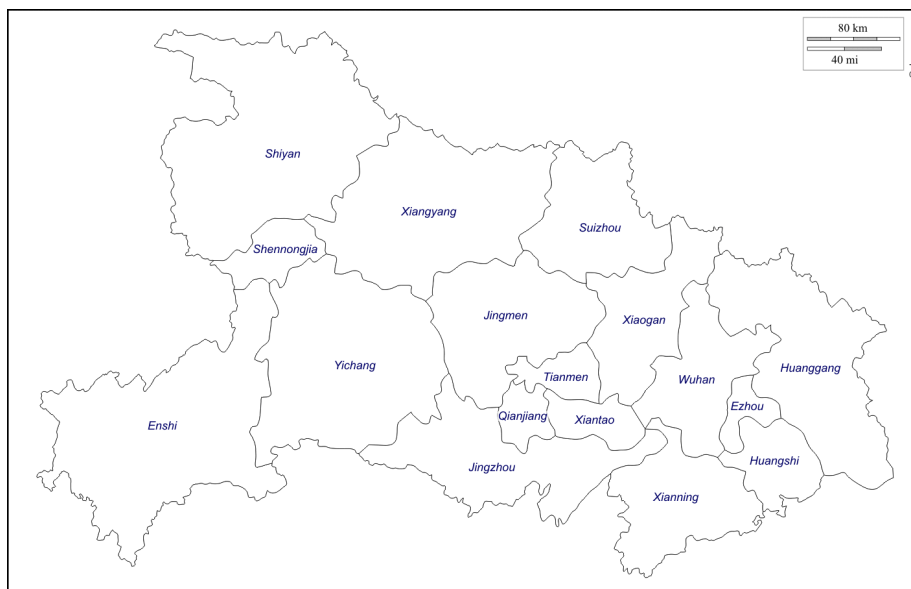 80 km
40 mi
Shiyan
Xiangyang
Suizhou
Shennongjia
Jingmen
Xiaogan
Yichang
Huanggang
Tianmen
Wuhan
Ezhou
Qianjiang
Xiantao
Enshi
Jingzhou
Huangshi
Xianning